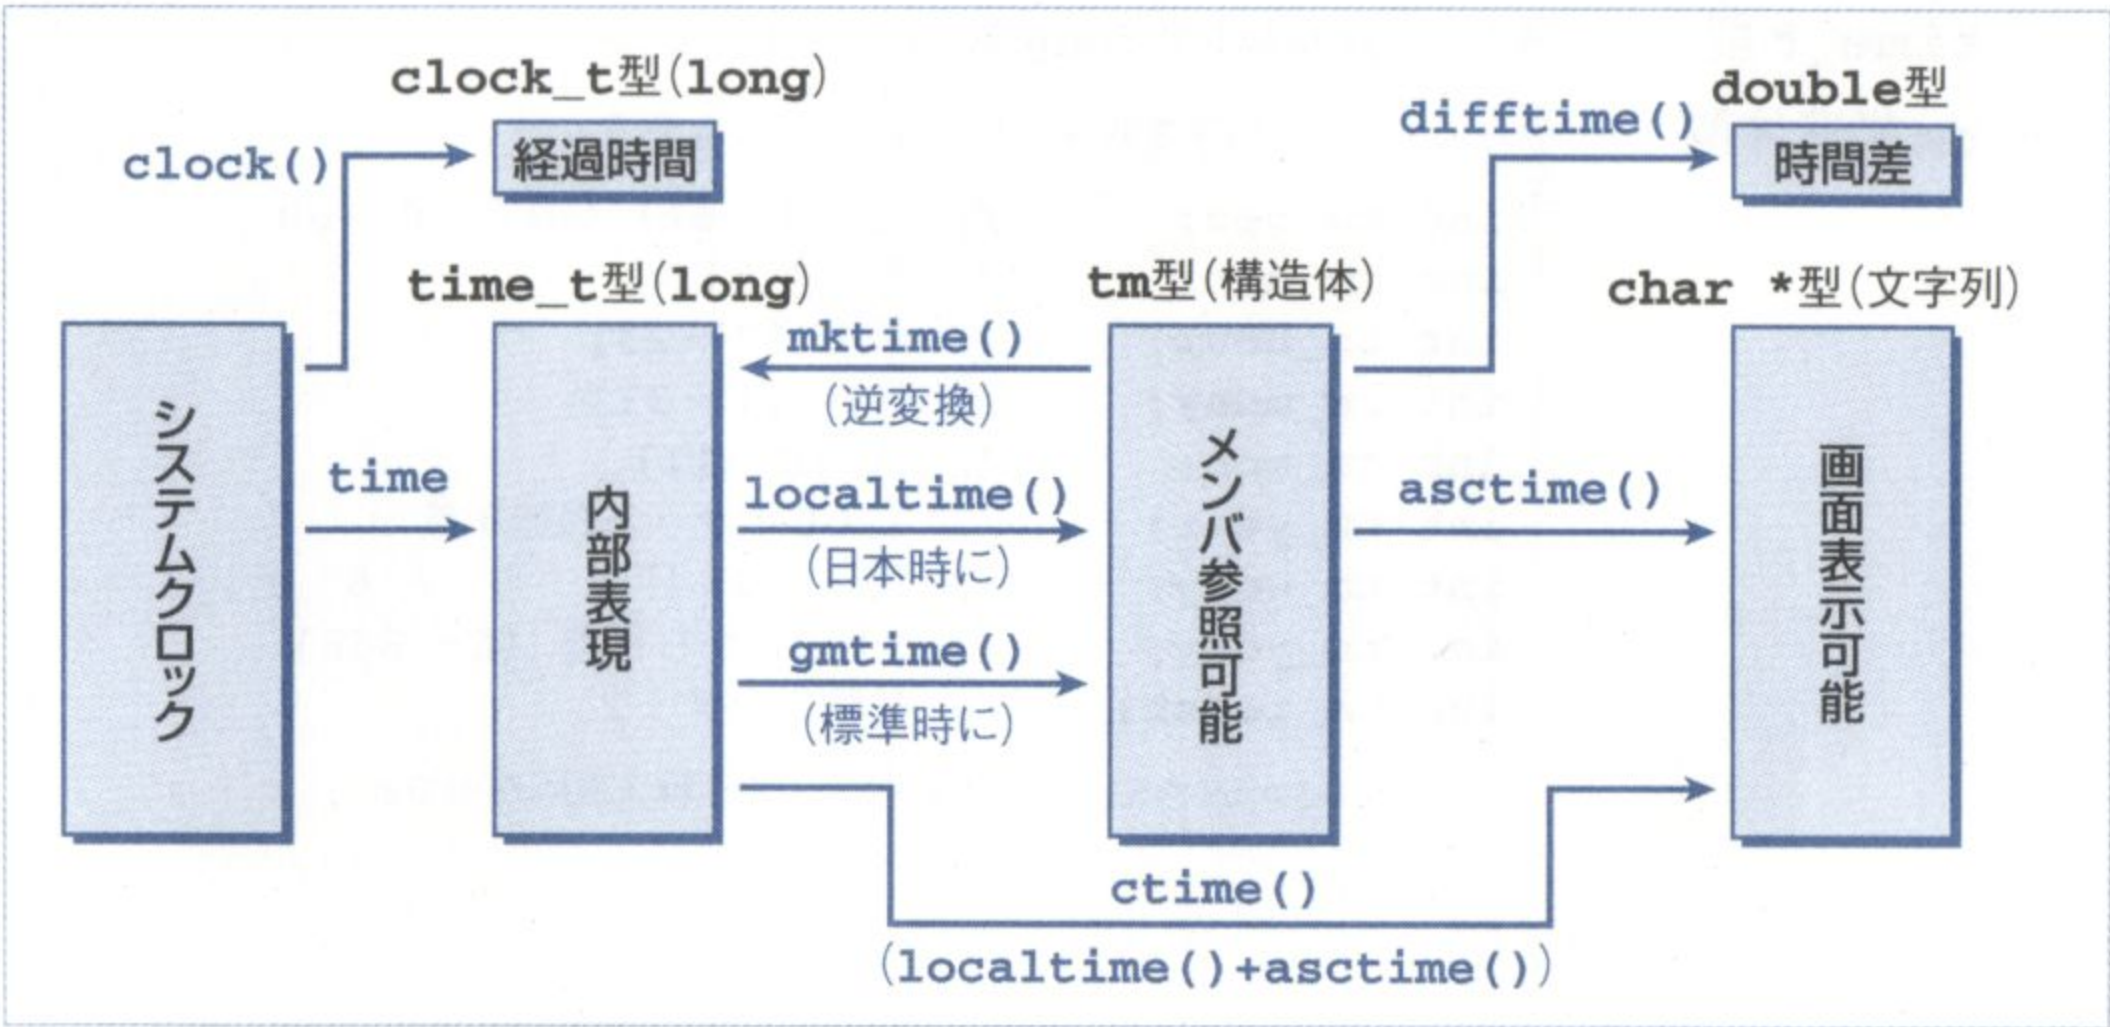 clock_t型(long)
clock()
経過時間
difftime()
double型
時間差
time_t型(long)
tm型(構造体)
char *型(文字列)
システムクロック
time
内部表現
mktime()
(逆変換)
localtime()
(日本時に)
gmtime()
(標準時に)
メンバ参照可能
asctime()
画面表示可能
ctime()
(localtime()+asctime())